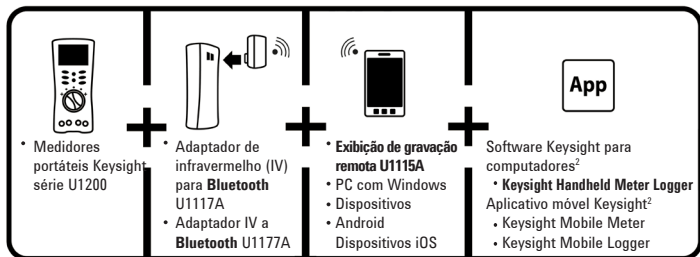 App
• Medidores
portáteis Keysight
série U1200
• Adaptador de
infravermelho (IV)
para Bluetooth
U1117A
• Adaptador IV a
Bluetooth U1177A
• Exibição de gravação
remota U1115A
• PC com Windows
• Dispositivos
• Android
Dispositivos iOS
Software Keysight para
computadores²
• Keysight Handheld Meter Logger
Aplicativo móvel Keysight²
• Keysight Mobile Meter
• Keysight Mobile Logger